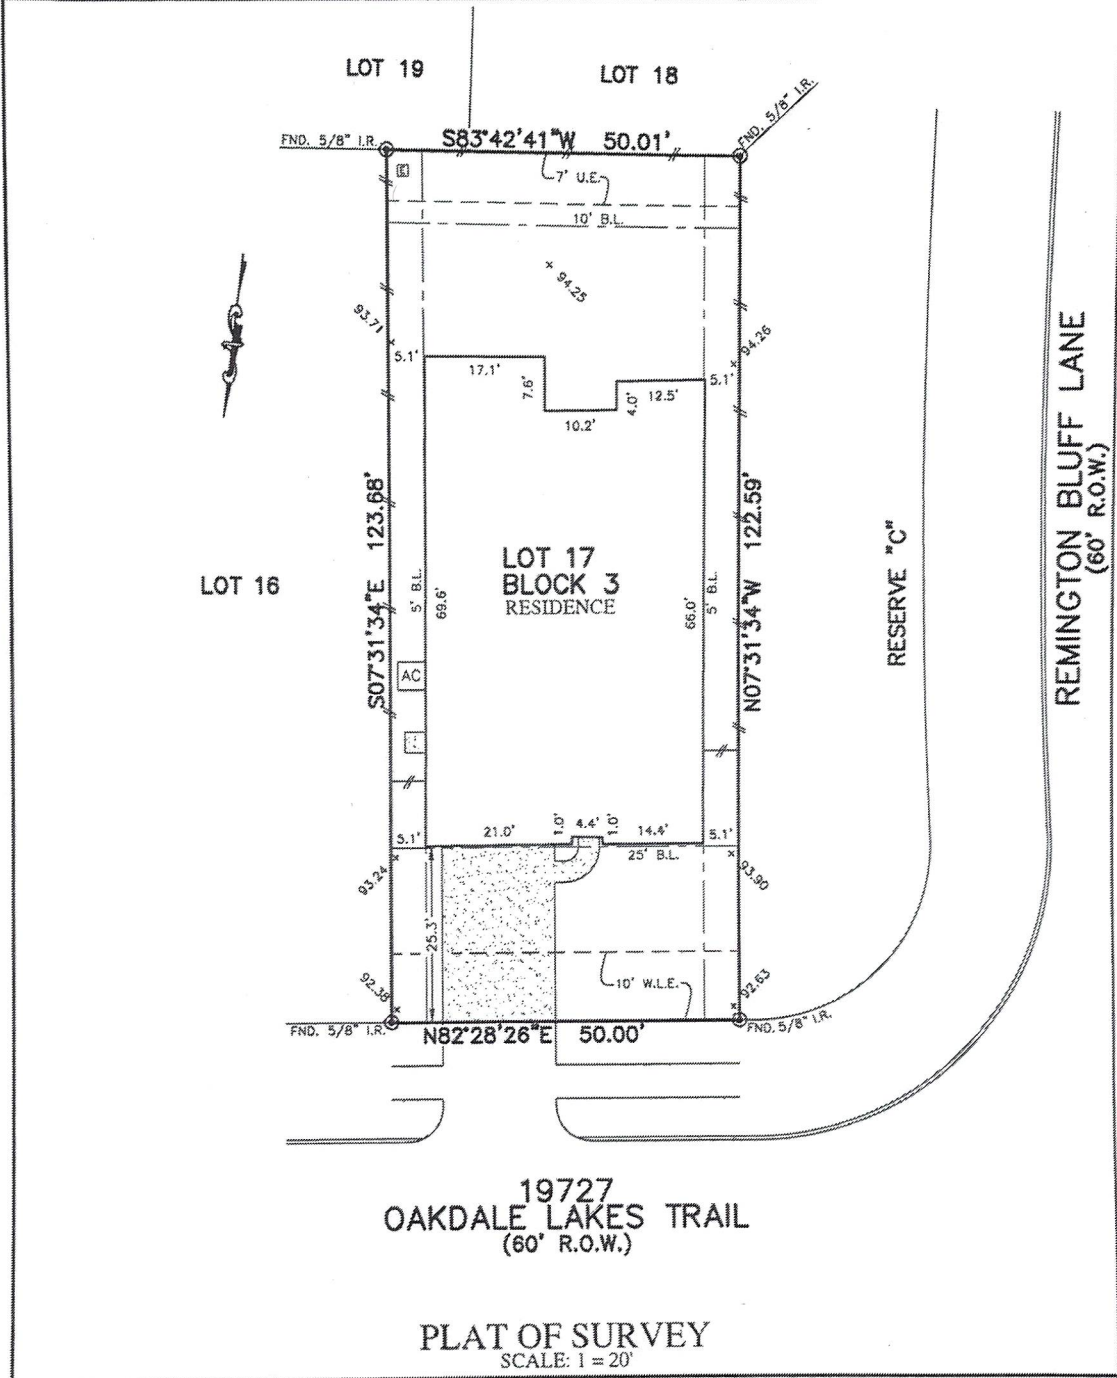 LOT 19
LOT 18
FND. 5/8" I.R.
S83°42'41"W 50.01'
FND. 5/8" I.R.
E
7' U.E.
10' B.L.
94.25
93.71
94.26
5.1'
17.1'
7.6'
10.2'
4.0'
12.5'
5.1'
S07°31'34"E 123.68'
N07°31'34"W 122.59'
LOT 16
5' B.L.
69.6'
LOT 17
BLOCK 3
RESIDENCE
66.0'
5' B.L.
RESERVE "C"
REMINGTON BLUFF LANE
(60' R.O.W.)
AC
5.1'
21.0'
1.0'
4.4'
1.0'
14.4'
5.1'
25' B.L.
93.24
93.90
25.3'
92.38
10' W.L.E.
92.63
FND. 5/8" I.R.
N82°28'26"E 50.00'
FND. 5/8" I.R.
19727
OAKDALE LAKES TRAIL
(60' R.O.W.)
PLAT OF SURVEY
SCALE: 1 = 20'